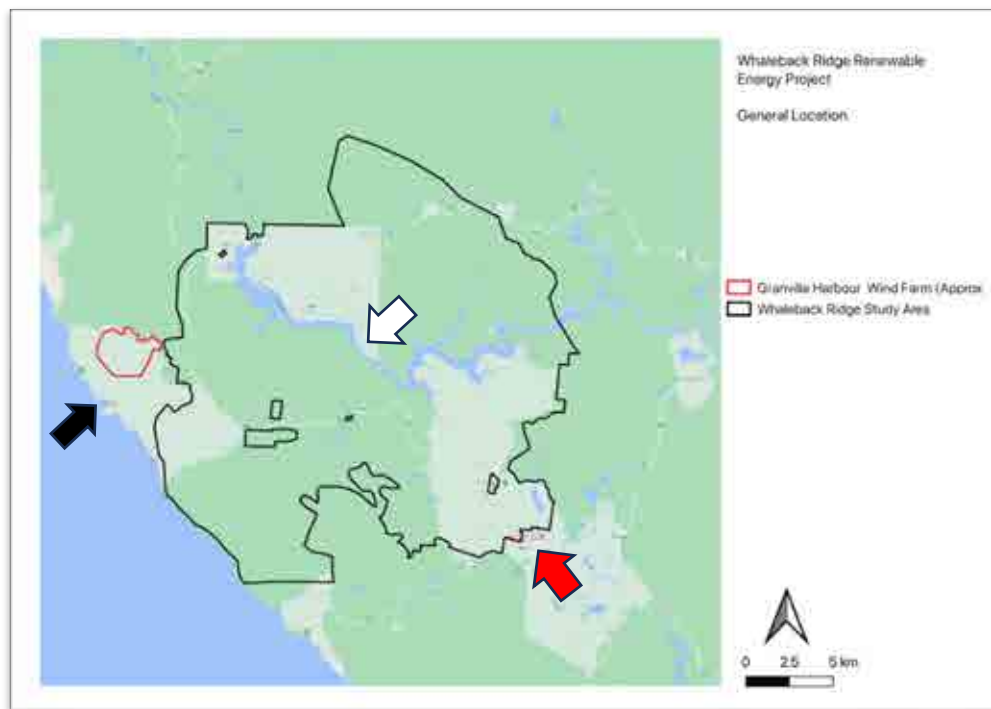 Whaleback Ridge Renewable
Energy Project
General Location
Granville Harbour Wind Farm (Approx
Whaleback Ridge Study Area
0 2.5 5 km